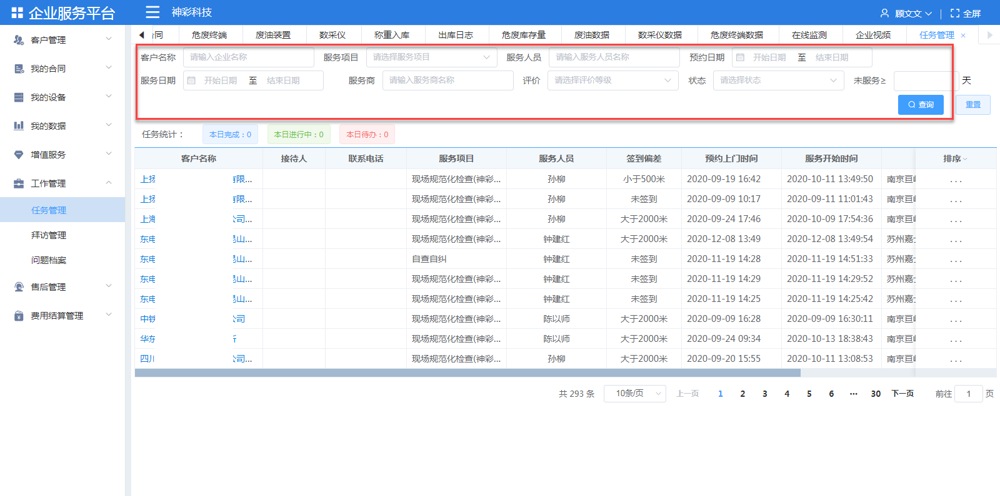 企业服务平台 神彩科技 顾文文 全屏
客户管理
我的合同
我的设备
我的数据
增值服务
工作管理
任务管理
拜访管理
问题档案
售后管理
费用结算管理
同 危废终端 废油装置 数采仪 称重入库 出库日志 危废库存量 废油数据 数采仪数据 危废终端数据 在线监测 企业视频 任务管理 ×
客户名称 请输入企业名称 服务项目 请选择服务项目 服务人员 请输入服务人员名称 预约日期 开始日期 至 结束日期
服务日期 开始日期 至 结束日期 服务商 请输入服务商名称 评价 请选择评价等级 状态 请选择状态 未服务≥ 天
查询 重置
任务统计： 本日完成：0 本日进行中：0 本日待办：0
客户名称 接待人 联系电话 服务项目 服务人员 签到偏差 预约上门时间 服务开始时间 排序
上扬 有限... 现场规范化检查(神彩... 孙柳 小于500米 2020-09-19 16:42 2020-10-11 13:49:50 南京巨 ...
上扬 有限... 现场规范化检查(神彩... 孙柳 未签到 2020-09-09 10:17 2020-09-11 11:01:43 南京巨 ...
上海 公司... 现场规范化检查(神彩... 孙柳 大于2000米 2020-09-24 17:46 2020-10-09 17:54:36 南京巨 ...
东电 昆山... 现场规范化检查(神彩... 钟建红 大于2000米 2020-12-08 13:49 2020-12-08 13:49:54 苏州嘉 ...
东电 昆山... 自查自纠 钟建红 未签到 2020-11-19 14:28 2020-11-19 14:51:33 苏州嘉 ...
东电 昆山... 现场规范化检查(神彩... 钟建红 未签到 2020-11-19 14:29 2020-11-19 14:29:52 苏州嘉 ...
东电 昆山... 现场规范化检查(神彩... 钟建红 未签到 2020-11-19 14:25 2020-11-19 14:25:42 苏州嘉 ...
中铁 公司 现场规范化检查(神彩... 陈以师 大于2000米 2020-09-09 16:28 2020-09-09 16:30:11 南京巨 ...
华东 现场规范化检查(神彩... 陈以师 大于2000米 2020-09-24 09:34 2020-10-13 18:38:43 南京巨 ...
四川 公司... 现场规范化检查(神彩... 孙柳 大于2000米 2020-09-20 15:55 2020-10-11 13:08:53 南京巨 ...
共 293 条 10条/页 上一页 1 2 3 4 5 6 ··· 30 下一页 前往 1 页